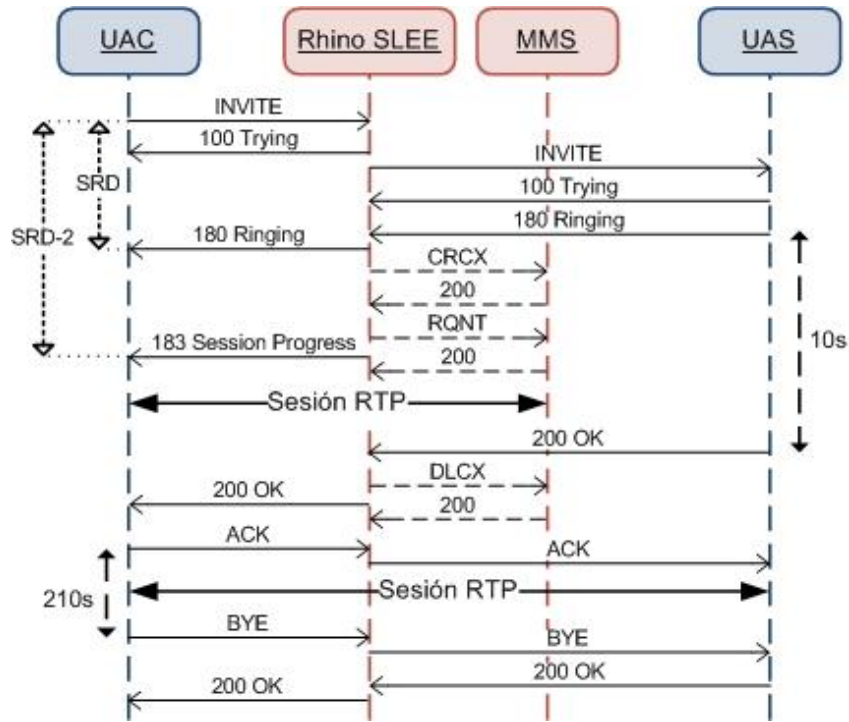 UAC
Rhino SLEE
MMS
UAS
INVITE
100 Trying
INVITE
SRD
100 Trying
180 Ringing
SRD-2
180 Ringing
CRCX
200
RQNT
183 Session Progress
10s
200
Sesión RTP
200 OK
DLCX
200 OK
200
ACK
ACK
210s
Sesión RTP
BYE
BYE
200 OK
200 OK